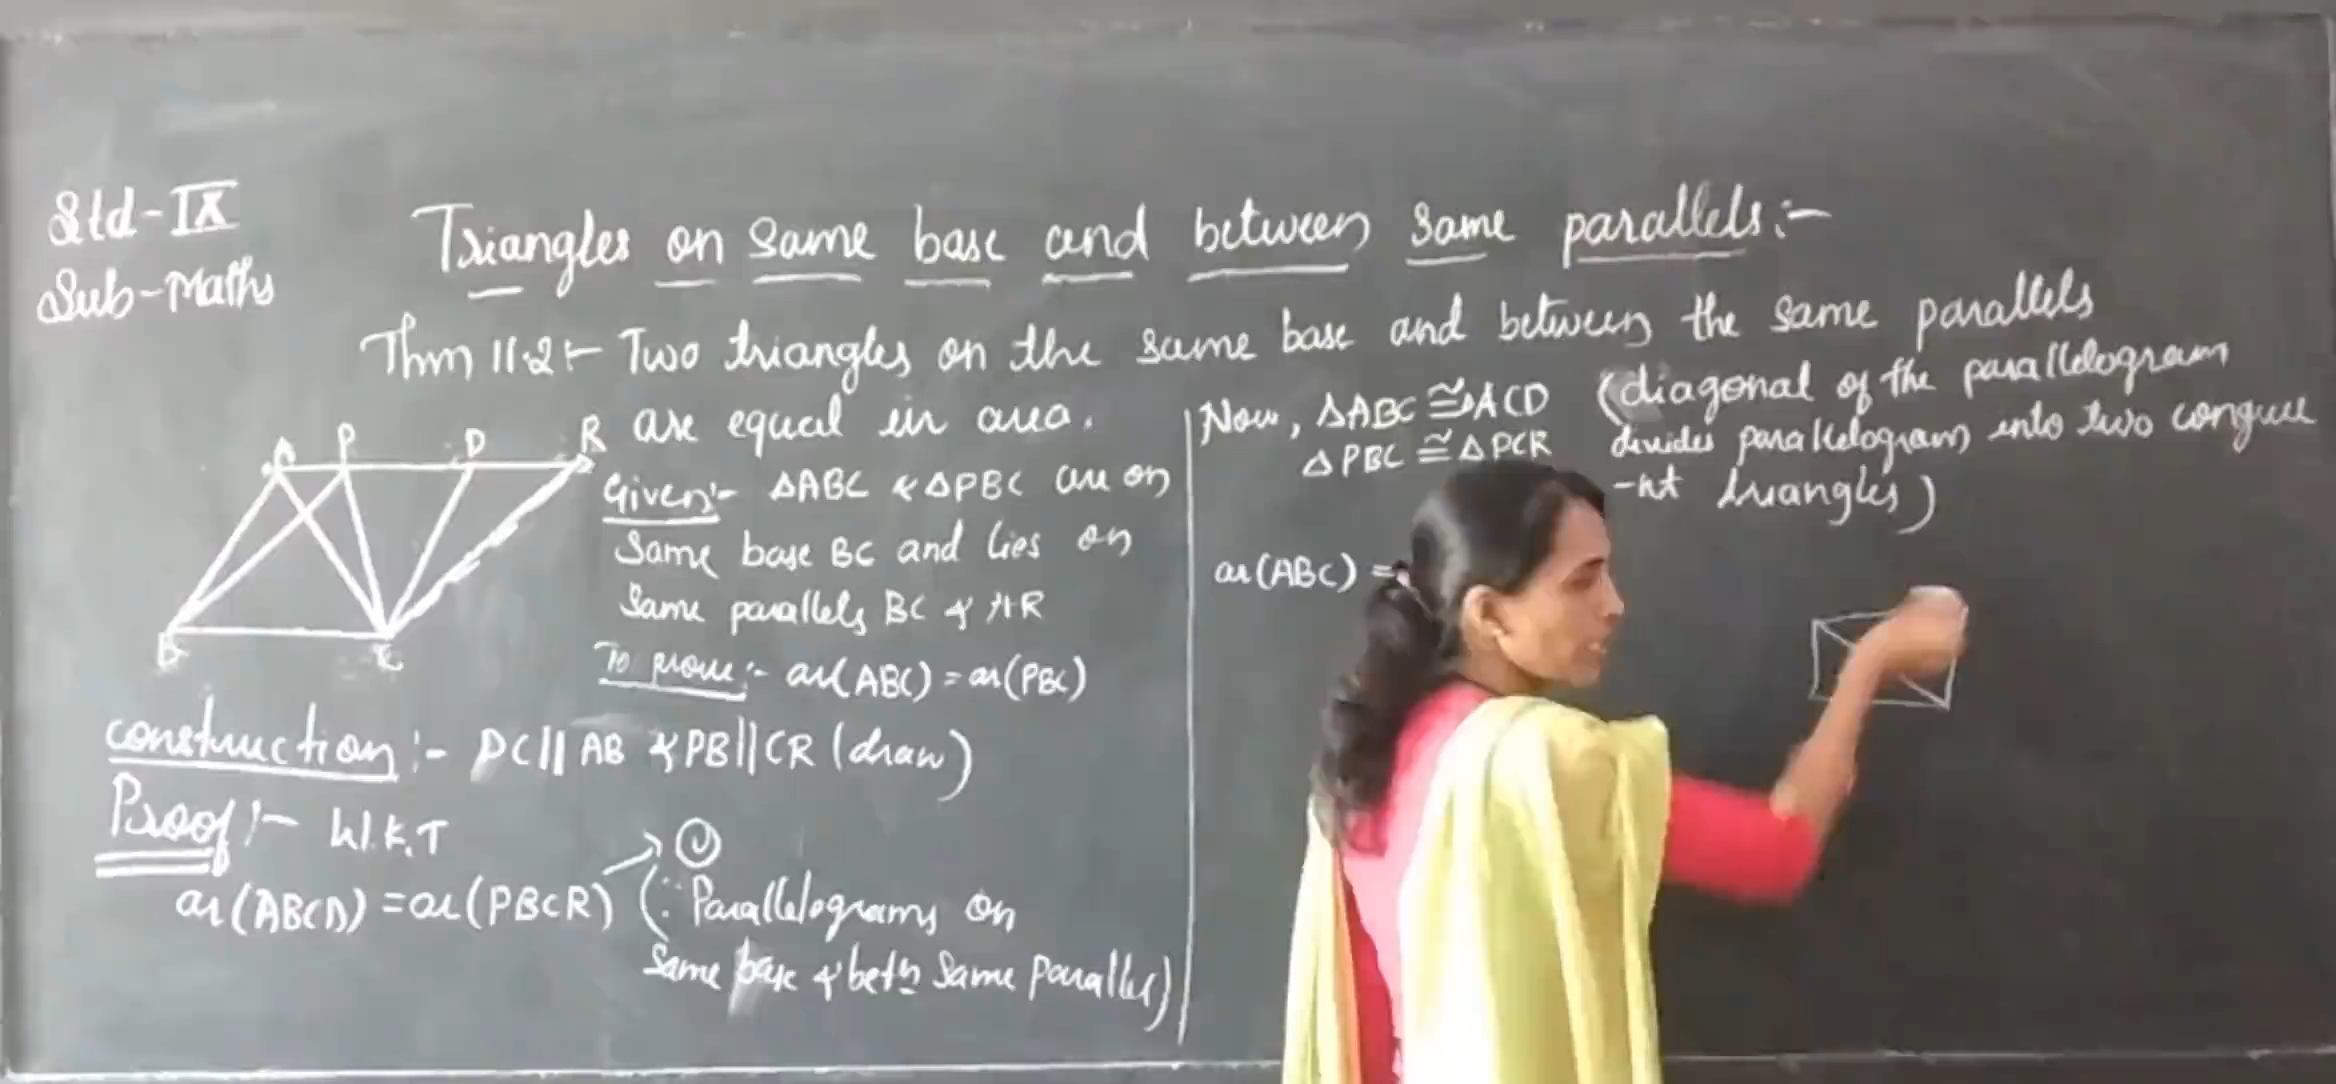 Std-IX
Sub-Maths
Triangles on same base and between same parallels:-
Thm 11.2:- Two triangles on the same base and between the same parallels
are equal in area.
A P D R
B C
Given:- △ABC & △PBC are on
Same base BC and lies on
Same parallels BC & AR
To prove:- ar(ABC) = ar(PBC)
Construction:- DC||AB & PB||CR (draw)
Proof:- W.K.T
ar(ABCD) = ar(PBCR) → ①
(∵ Parallelograms on
Same base & betn same parallel)
Now, △ABC ≅ △ACD (diagonal of the parallelogram
△PBC ≅ △PCR divides parallelogram into two congrue
-nt triangles)
ar(ABC) =